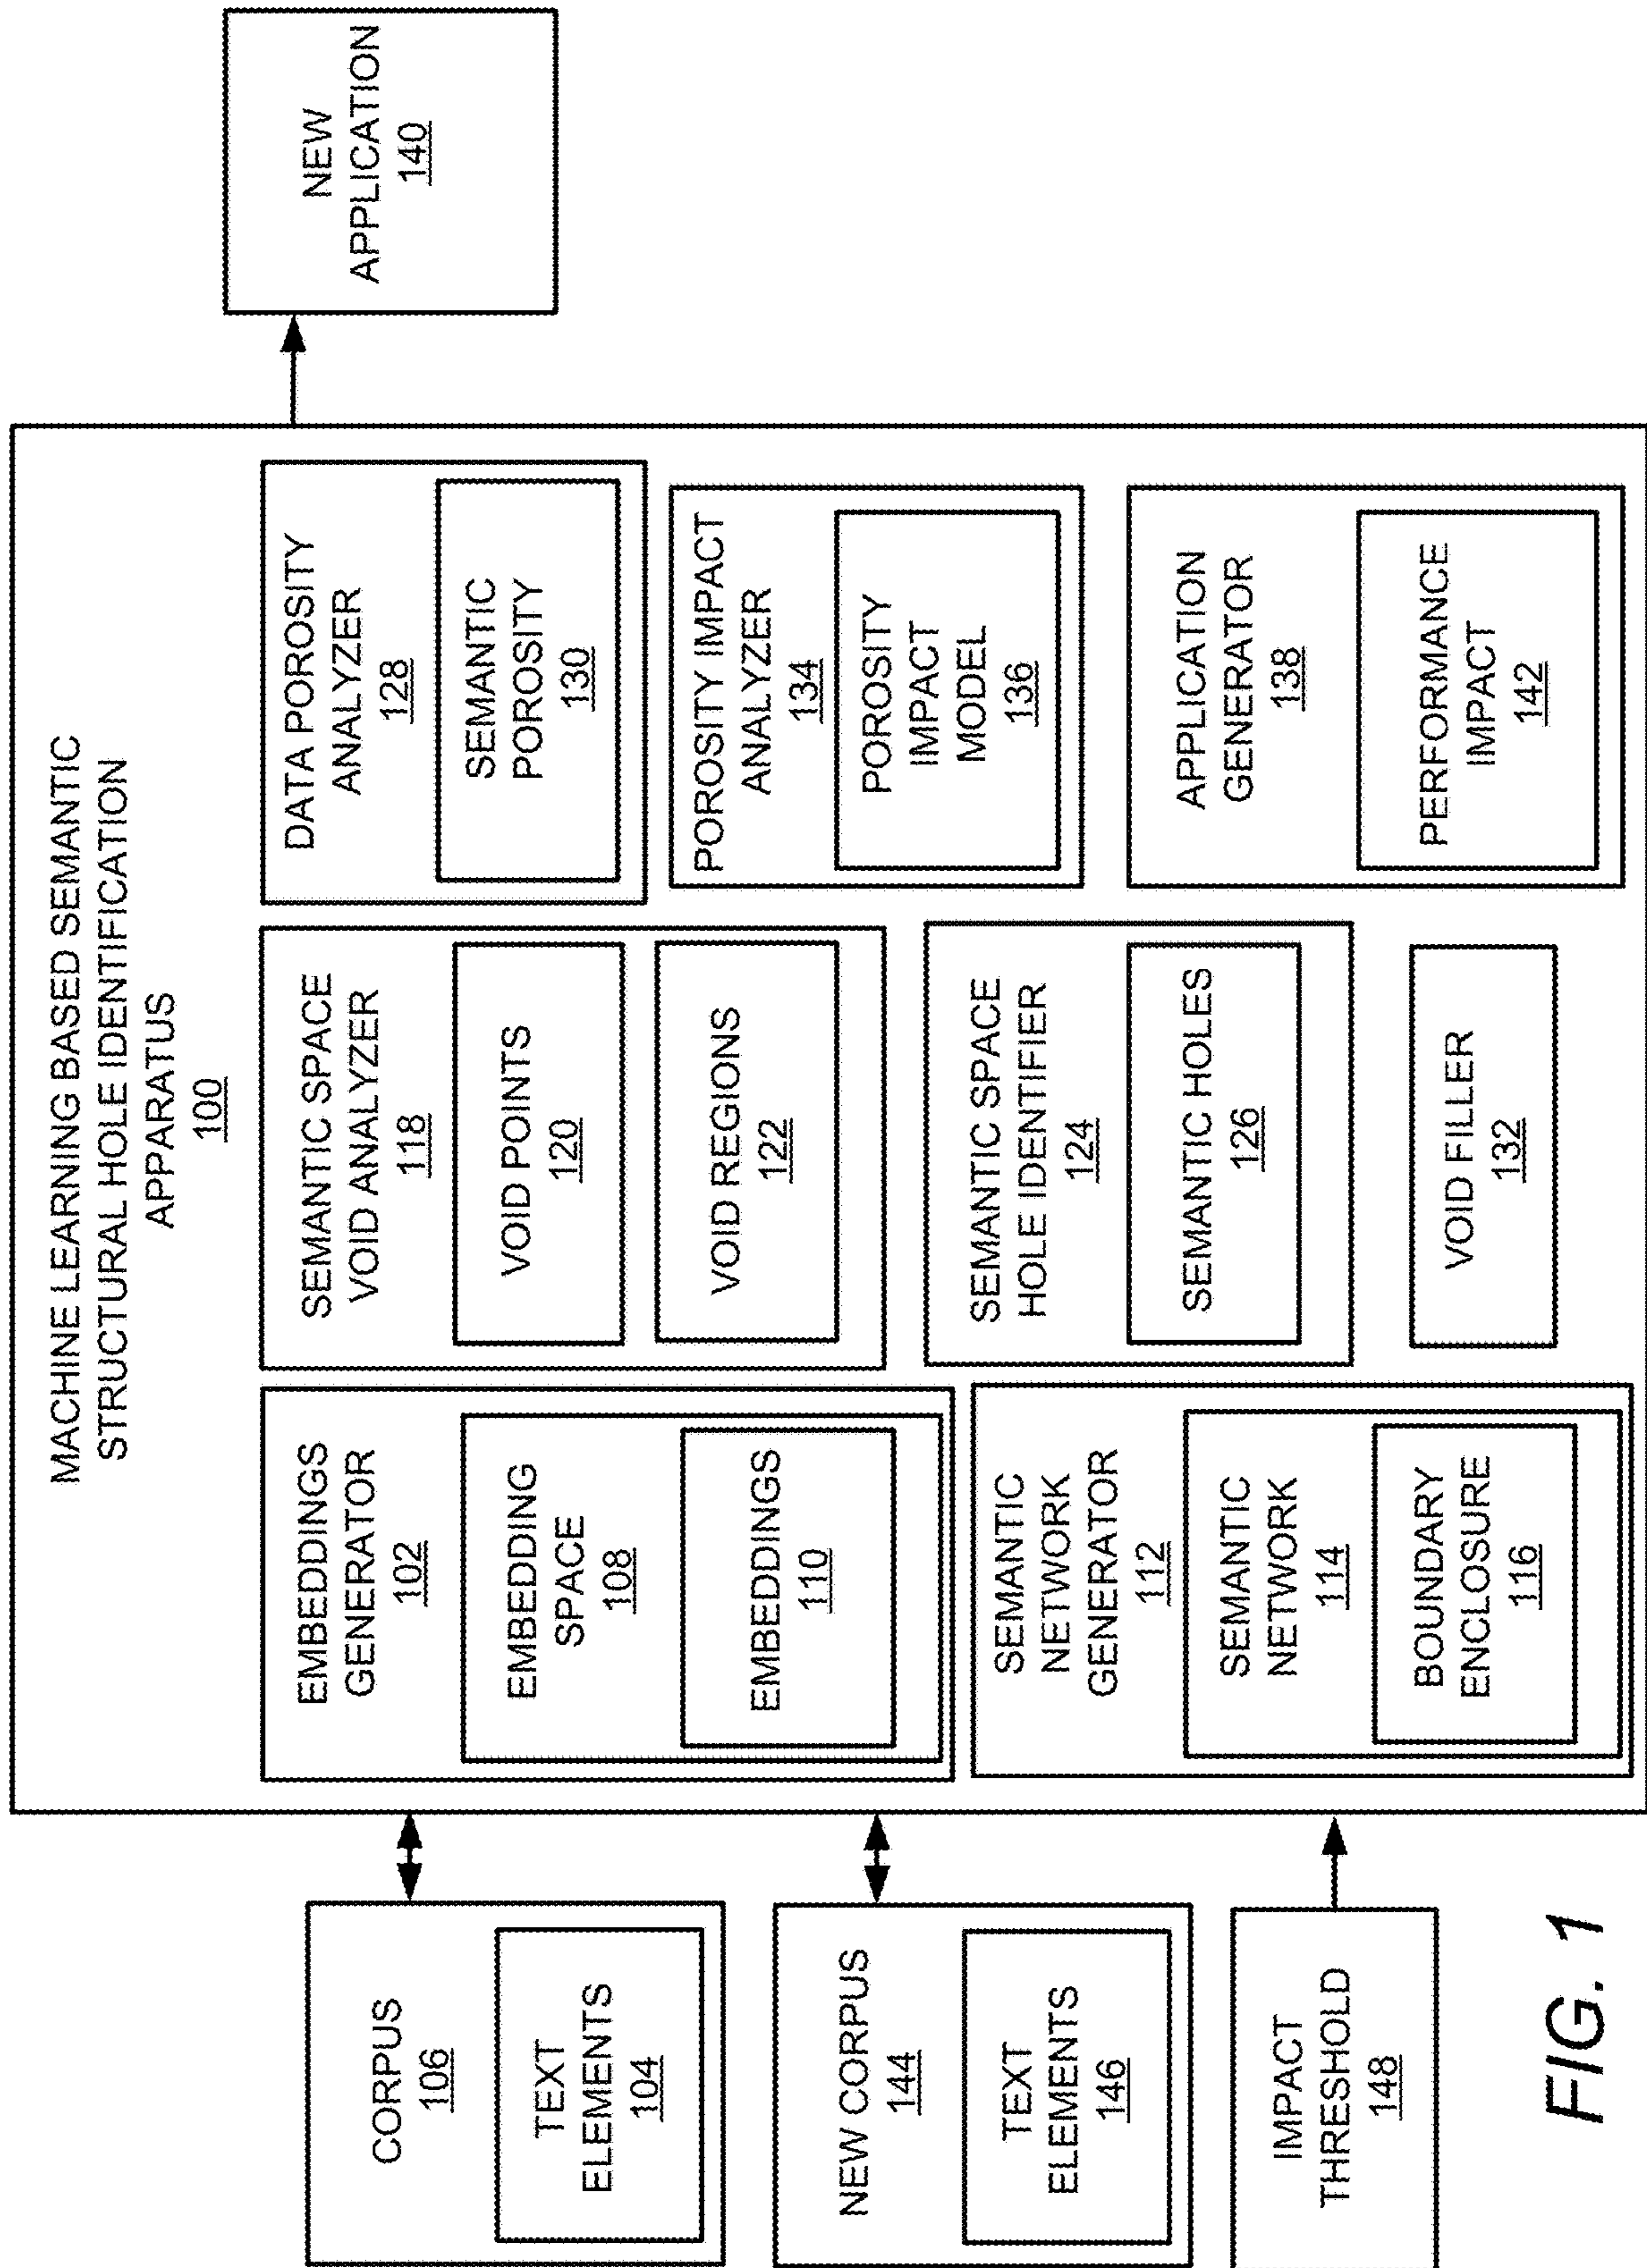 MACHINE LEARNING BASED SEMANTIC
STRUCTURAL HOLE IDENTIFICATION
APPARATUS
100
CORPUS
106
TEXT
ELEMENTS
104
NEW CORPUS
144
TEXT
ELEMENTS
146
IMPACT
THRESHOLD
148
EMBEDDINGS
GENERATOR
102
EMBEDDING
SPACE
108
EMBEDDINGS
110
SEMANTIC
NETWORK
GENERATOR
112
SEMANTIC
NETWORK
114
BOUNDARY
ENCLOSURE
116
SEMANTIC SPACE
VOID ANALYZER
118
VOID POINTS
120
VOID REGIONS
122
SEMANTIC SPACE
HOLE IDENTIFIER
124
SEMANTIC HOLES
126
VOID FILLER
132
DATA POROSITY
ANALYZER
128
SEMANTIC
POROSITY
130
POROSITY IMPACT
ANALYZER
134
POROSITY
IMPACT
MODEL
136
APPLICATION
GENERATOR
138
PERFORMANCE
IMPACT
142
NEW
APPLICATION
140
FIG. 1